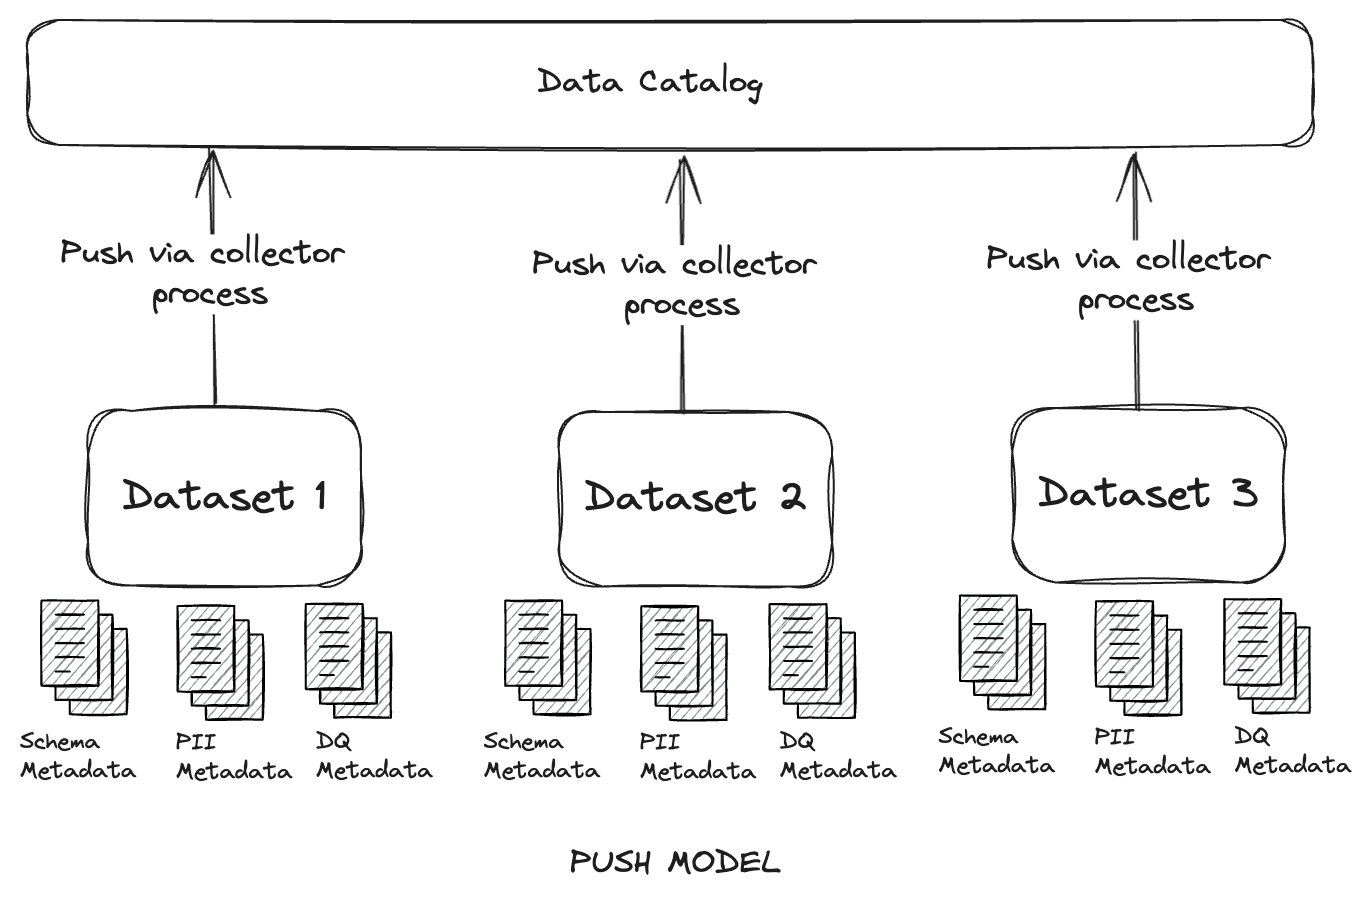 Data Catalog
Push via collector
process
Push via collector
process
Push via collector
process
Dataset 1
Dataset 2
Dataset 3
Schema
Metadata
PII
Metadata
DQ
Metadata
Schema
Metadata
PII
Metadata
DQ
Metadata
Schema
Metadata
PII
Metadata
DQ
Metadata
PUSH MODEL